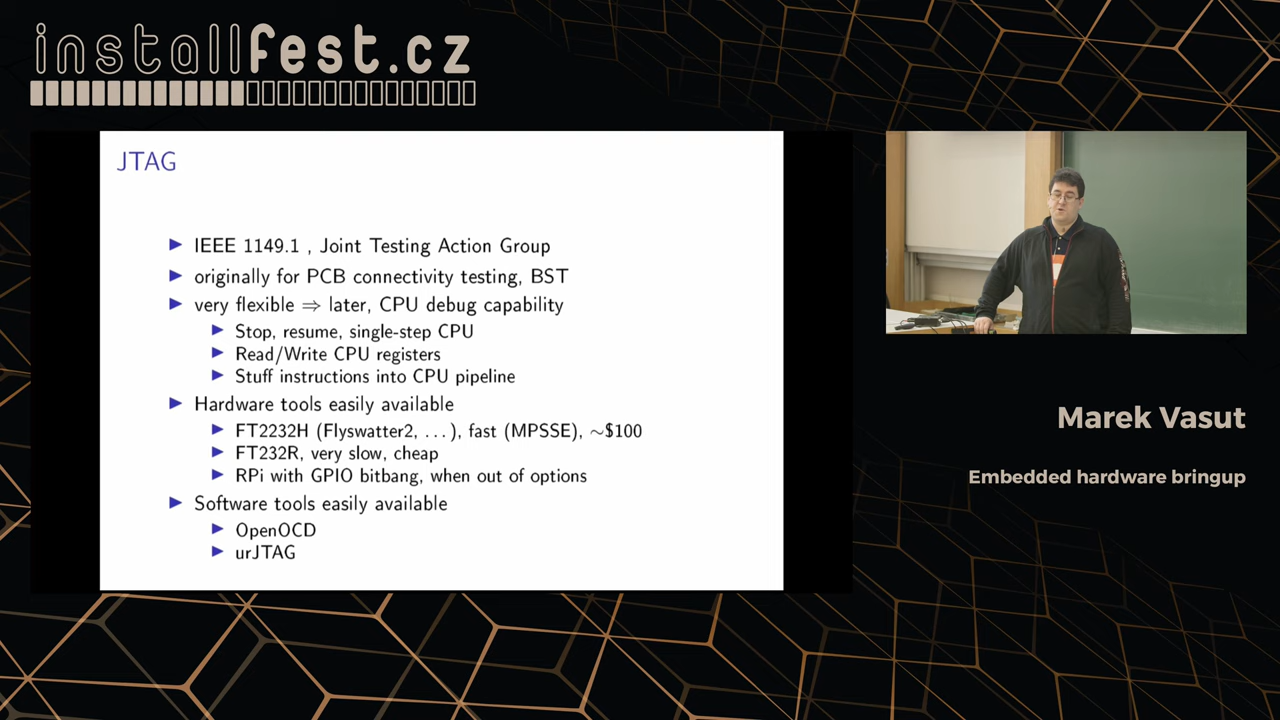 installfest.cz
JTAG
IEEE 1149.1 , Joint Testing Action Group
originally for PCB connectivity testing, BST
very flexible ⇒ later, CPU debug capability
Stop, resume, single-step CPU
Read/Write CPU registers
Stuff instructions into CPU pipeline
Hardware tools easily available
FT2232H (Flyswatter2, ...), fast (MPSSE), ~$100
FT232R, very slow, cheap
RPi with GPIO bitbang, when out of options
Software tools easily available
OpenOCD
urJTAG
Marek Vasut
Embedded hardware bringup